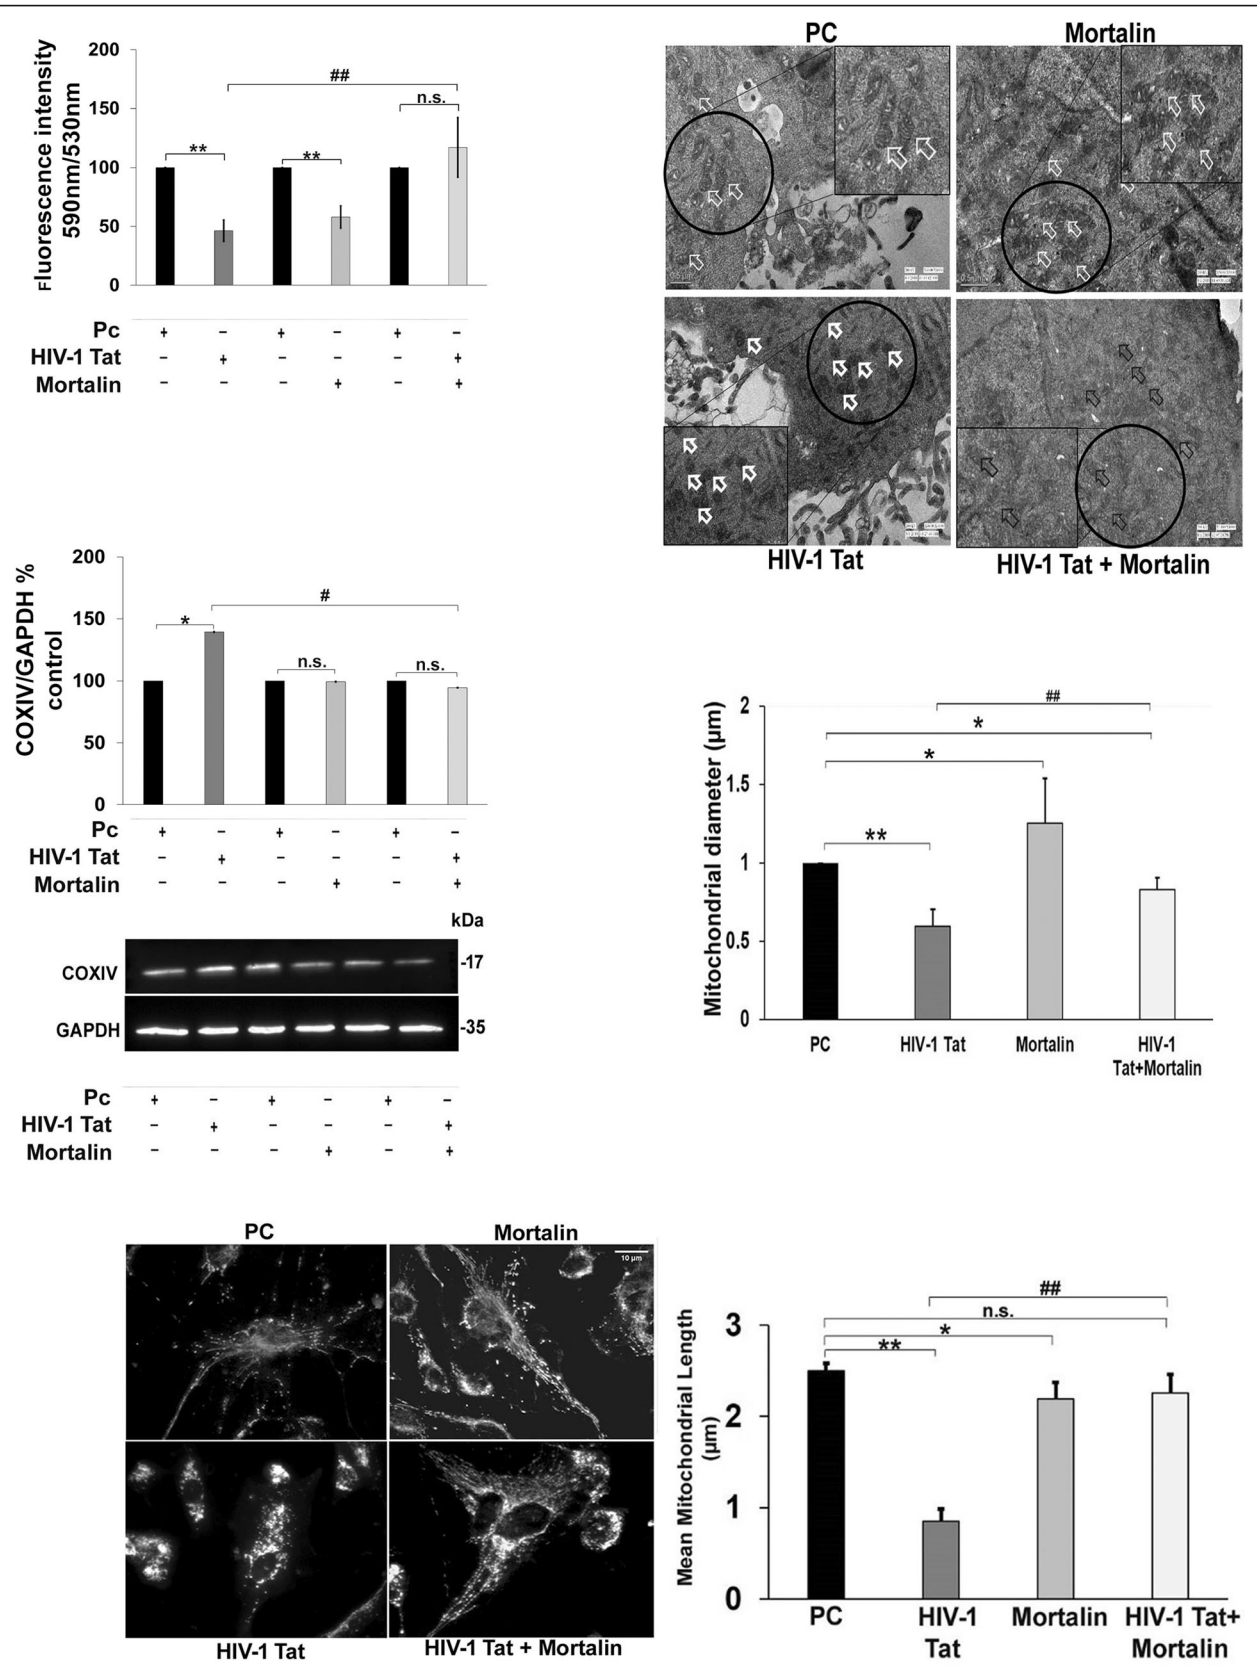 200
150
100
50
0
Fluorescence intensity
590nm/530nm
##
**
**
n.s.
Pc + – + – + –
HIV-1 Tat – + – – – +
Mortalin – – – + – +
PC
Mortalin
HIV-1 Tat
HIV-1 Tat + Mortalin
200
150
100
50
0
COXIV/GAPDH %
control
#
*
n.s.
n.s.
Pc + – + – + –
HIV-1 Tat – + – – – +
Mortalin – – – + – +
kDa
COXIV -17
GAPDH -35
Pc + – + – + –
HIV-1 Tat – + – – – +
Mortalin – – – + – +
2
1.5
1
0.5
0
Mitochondrial diameter (µm)
##
*
*
**
PC
HIV-1 Tat
Mortalin
HIV-1
Tat+Mortalin
PC
Mortalin
10 µm
HIV-1 Tat
HIV-1 Tat + Mortalin
3
2
1
0
Mean Mitochondrial Length
(µm)
##
n.s.
*
**
PC
HIV-1
Tat
Mortalin
HIV-1 Tat+
Mortalin